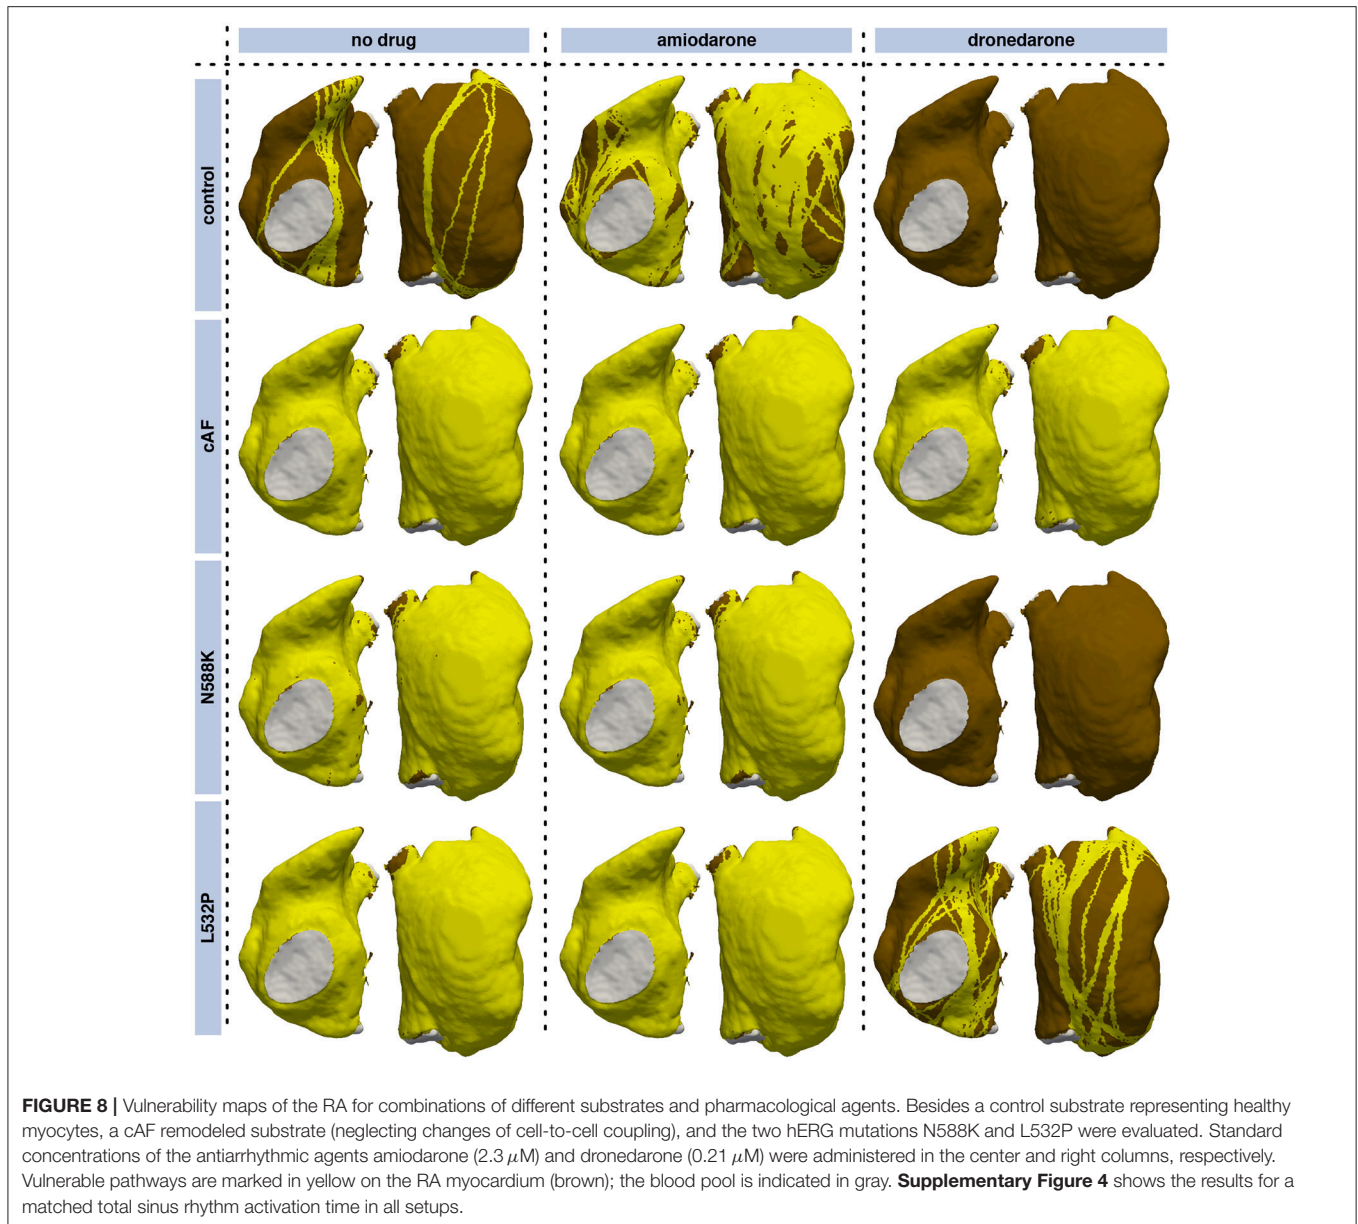 no drug
amiodarone
dronedarone
control
cAF
N588K
L532P
FIGURE 8 | Vulnerability maps of the RA for combinations of different substrates and pharmacological agents. Besides a control substrate representing healthy
myocytes, a cAF remodeled substrate (neglecting changes of cell-to-cell coupling), and the two hERG mutations N588K and L532P were evaluated. Standard
concentrations of the antiarrhythmic agents amiodarone (2.3 μM) and dronedarone (0.21 μM) were administered in the center and right columns, respectively.
Vulnerable pathways are marked in yellow on the RA myocardium (brown); the blood pool is indicated in gray. Supplementary Figure 4 shows the results for a
matched total sinus rhythm activation time in all setups.